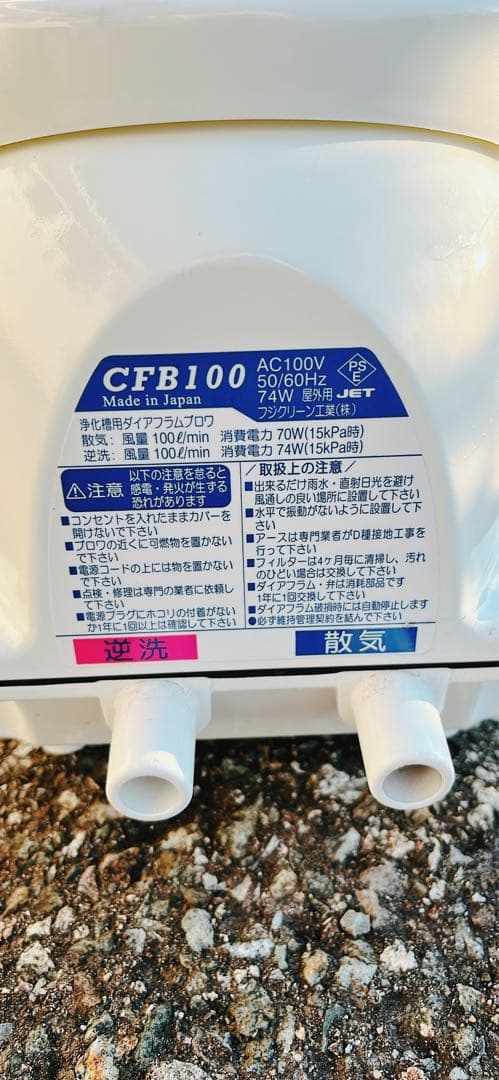 CFB100
Made in Japan
AC100V
50/60Hz
74W 屋外用
PS
E
JET
フジクリーン工業(株)
浄化槽用ダイアフラムブロワ
散気: 風量 100ℓ/min 消費電力 70W(15kPa時)
逆洗: 風量 100ℓ/min 消費電力 74W(15kPa時)
⚠注意
以下の注意を怠ると
感電・発火が生する
恐れがあります
■コンセントを入れたままカバーを
開けないで下さい
■ブロワの近くに可燃物を置かない
で下さい
■電源コードの上には物を置かない
で下さい
■点検・修理は専門の業者に依頼し
て下さい
■電源プラグにホコリの付着がない
か1年に1回以上は確認して下さい
/ 取扱上の注意 /
■出来るだけ雨水・直射日光を避け
風通しの良い場所に設置して下さい
■水平で振動がないように設置して下
さい
■アースは専門業者がD種接地工事を
行って下さい
■フィルターは4ヶ月毎に清掃し、汚れ
のひどい場合は交換して下さい
■ダイアフラム・弁は消耗部品です
1年に1回交換して下さい
■ダイアフラム破損時には自動停止します
●必ず維持管理契約を結んで下さい
逆洗
散気